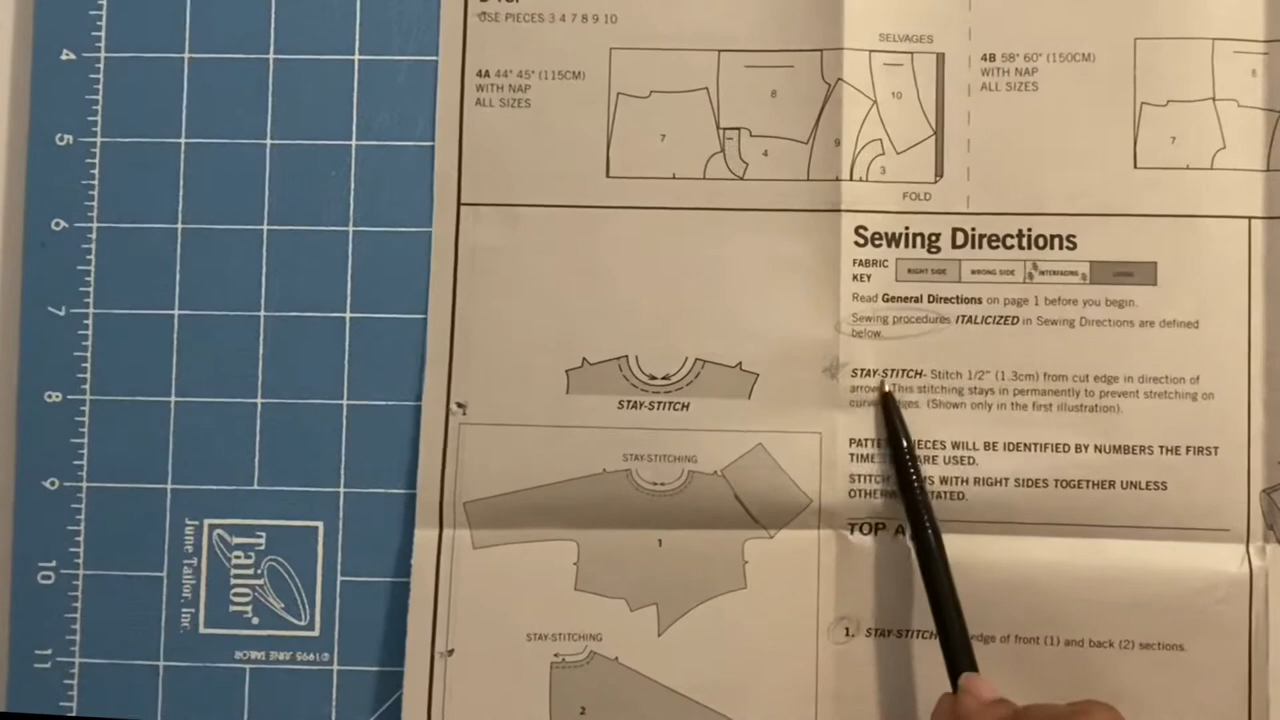 USE PIECES 3 4 7 8 9 10
4A 44" 45" (115CM)
WITH NAP
ALL SIZES
SELVAGES
7
8
4
9
10
3
FOLD
4B 58" 60" (150CM)
WITH NAP
ALL SIZES
7
8
Sewing Directions
FABRIC
KEY
RIGHT SIDE
WRONG SIDE
INTERFACING
Read General Directions on page 1 before you begin.
Sewing procedures ITALICIZED in Sewing Directions are defined
below.
STAY-STITCH- Stitch 1/2" (1.3cm) from cut edge in direction of
This stitching stays in permanently to prevent stretching on
(Shown only in the first illustration).
WILL BE IDENTIFIED BY NUMBERS THE FIRST
TIME ARE USED.
STITCH WITH RIGHT SIDES TOGETHER UNLESS
TOP A
1. STAY-STITCH edge of front (1) and back (2) sections.
STAY-STITCH
STAY-STITCHING
1
STAY-STITCHING
2
4
5
6
7
8
9
10
11
Tailor®
June Tailor, Inc.
©1995 JUNE TAILOR